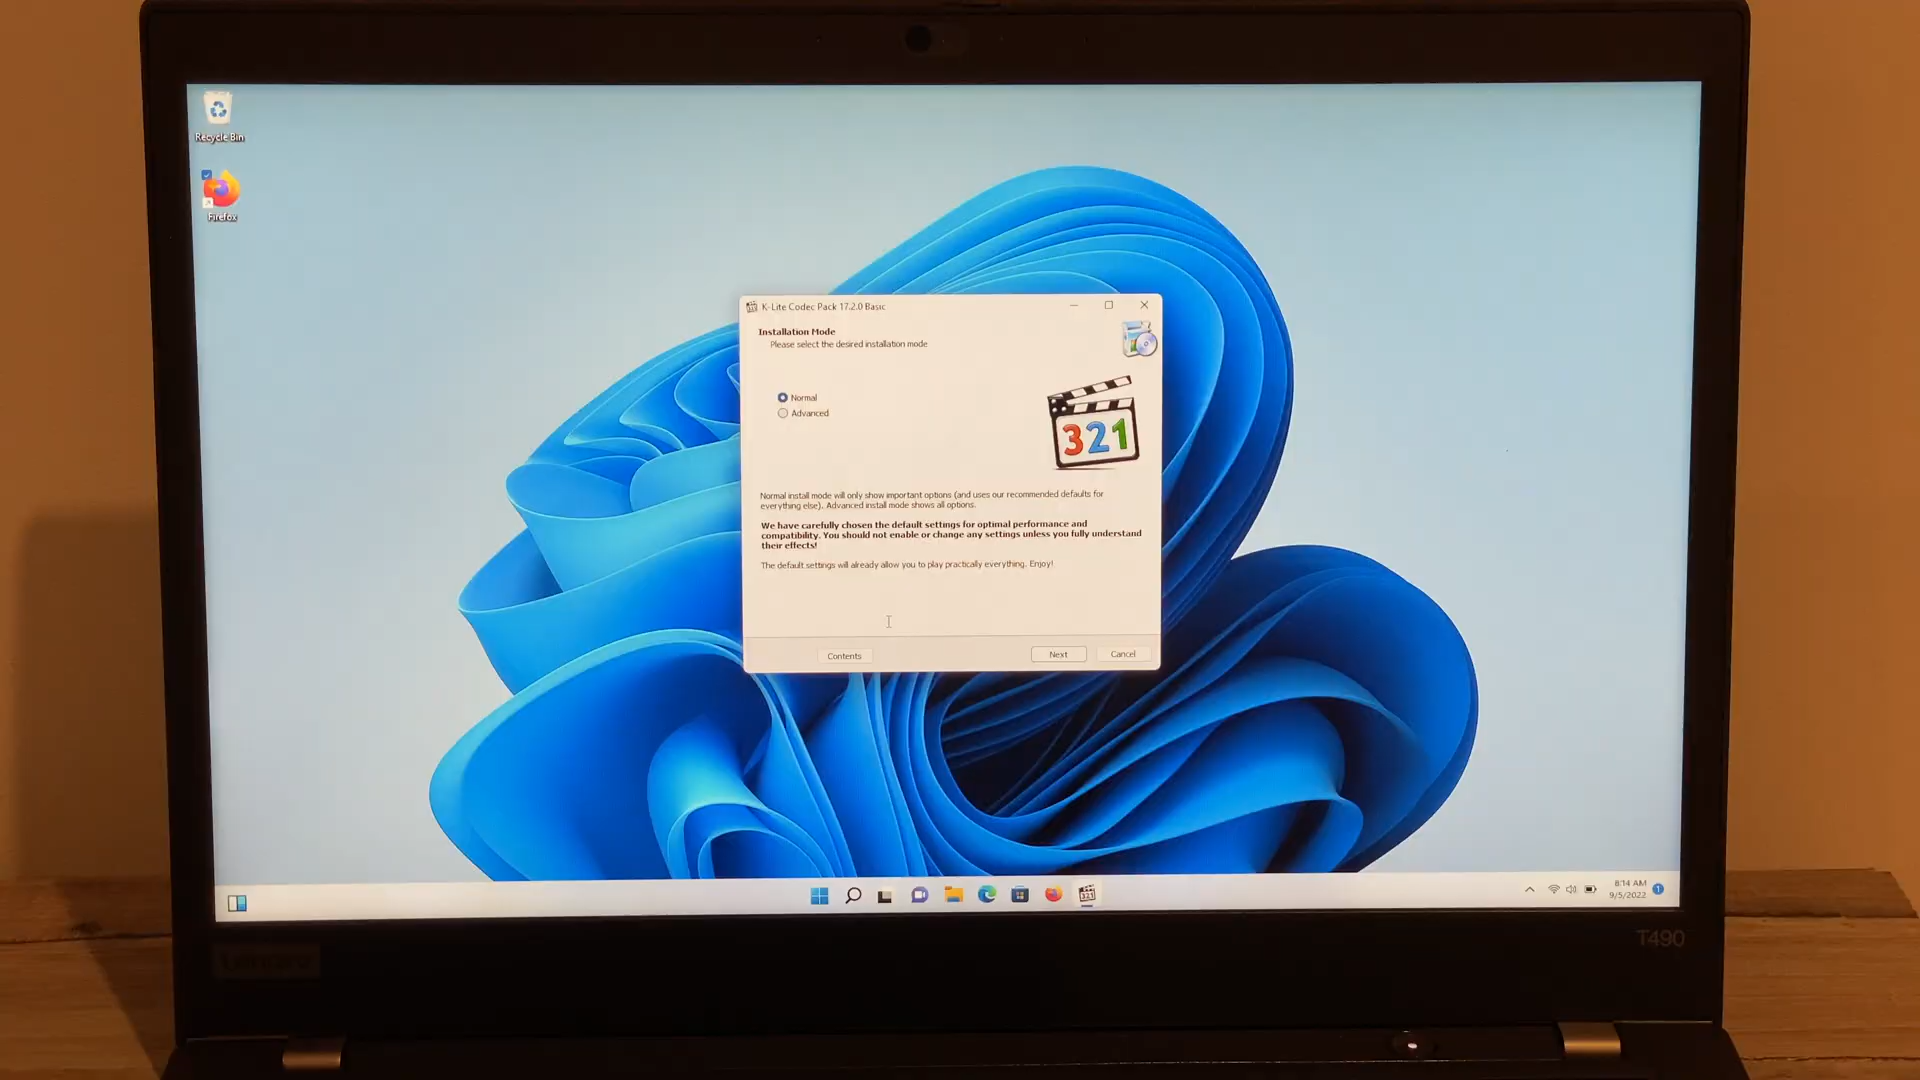 Recycle Bin
Firefox
K-Lite Codec Pack 17.2.0 Basic
Installation Mode
Please select the desired installation mode
Normal
Advanced
321
Normal install mode will only show important options (and uses our recommended defaults for
everything else). Advanced install mode shows all options.
We have carefully chosen the default settings for optimal performance and
compatibility. You should not enable or change any settings unless you fully understand
their effects!
The default settings will already allow you to play practically everything. Enjoy!
Contents
Next
Cancel
321
8:14 AM
9/5/2022
1
T490
Lenovo